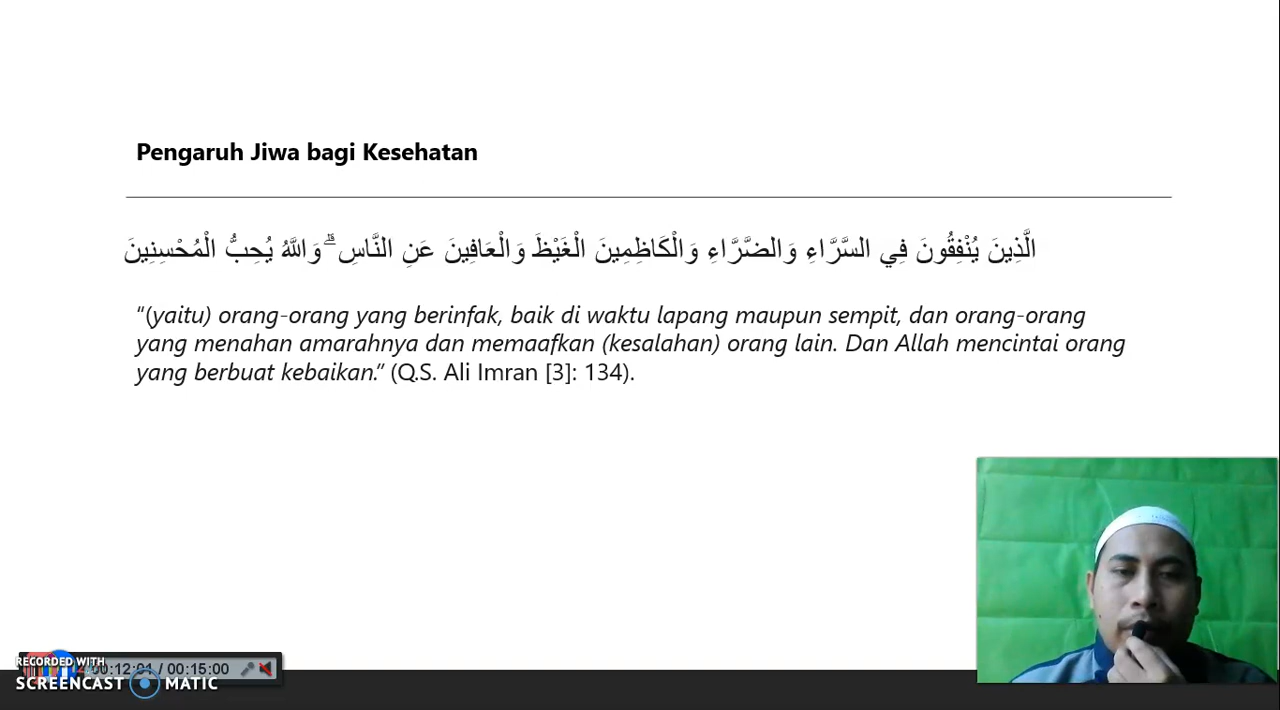 Pengaruh Jiwa bagi Kesehatan
الَّذِينَ يُنْفِقُونَ فِي السَّرَّاءِ وَالضَّرَّاءِ وَالْكَاظِمِينَ الْغَيْظَ وَالْعَافِينَ عَنِ النَّاسِ ۗ وَاللَّهُ يُحِبُّ الْمُحْسِنِينَ
“(yaitu) orang-orang yang berinfak, baik di waktu lapang maupun sempit, dan orang-orang
yang menahan amarahnya dan memaafkan (kesalahan) orang lain. Dan Allah mencintai orang
yang berbuat kebaikan.” (Q.S. Ali Imran [3]: 134).
RECORDED WITH
00:12:01 / 00:15:00
SCREENCAST MATIC